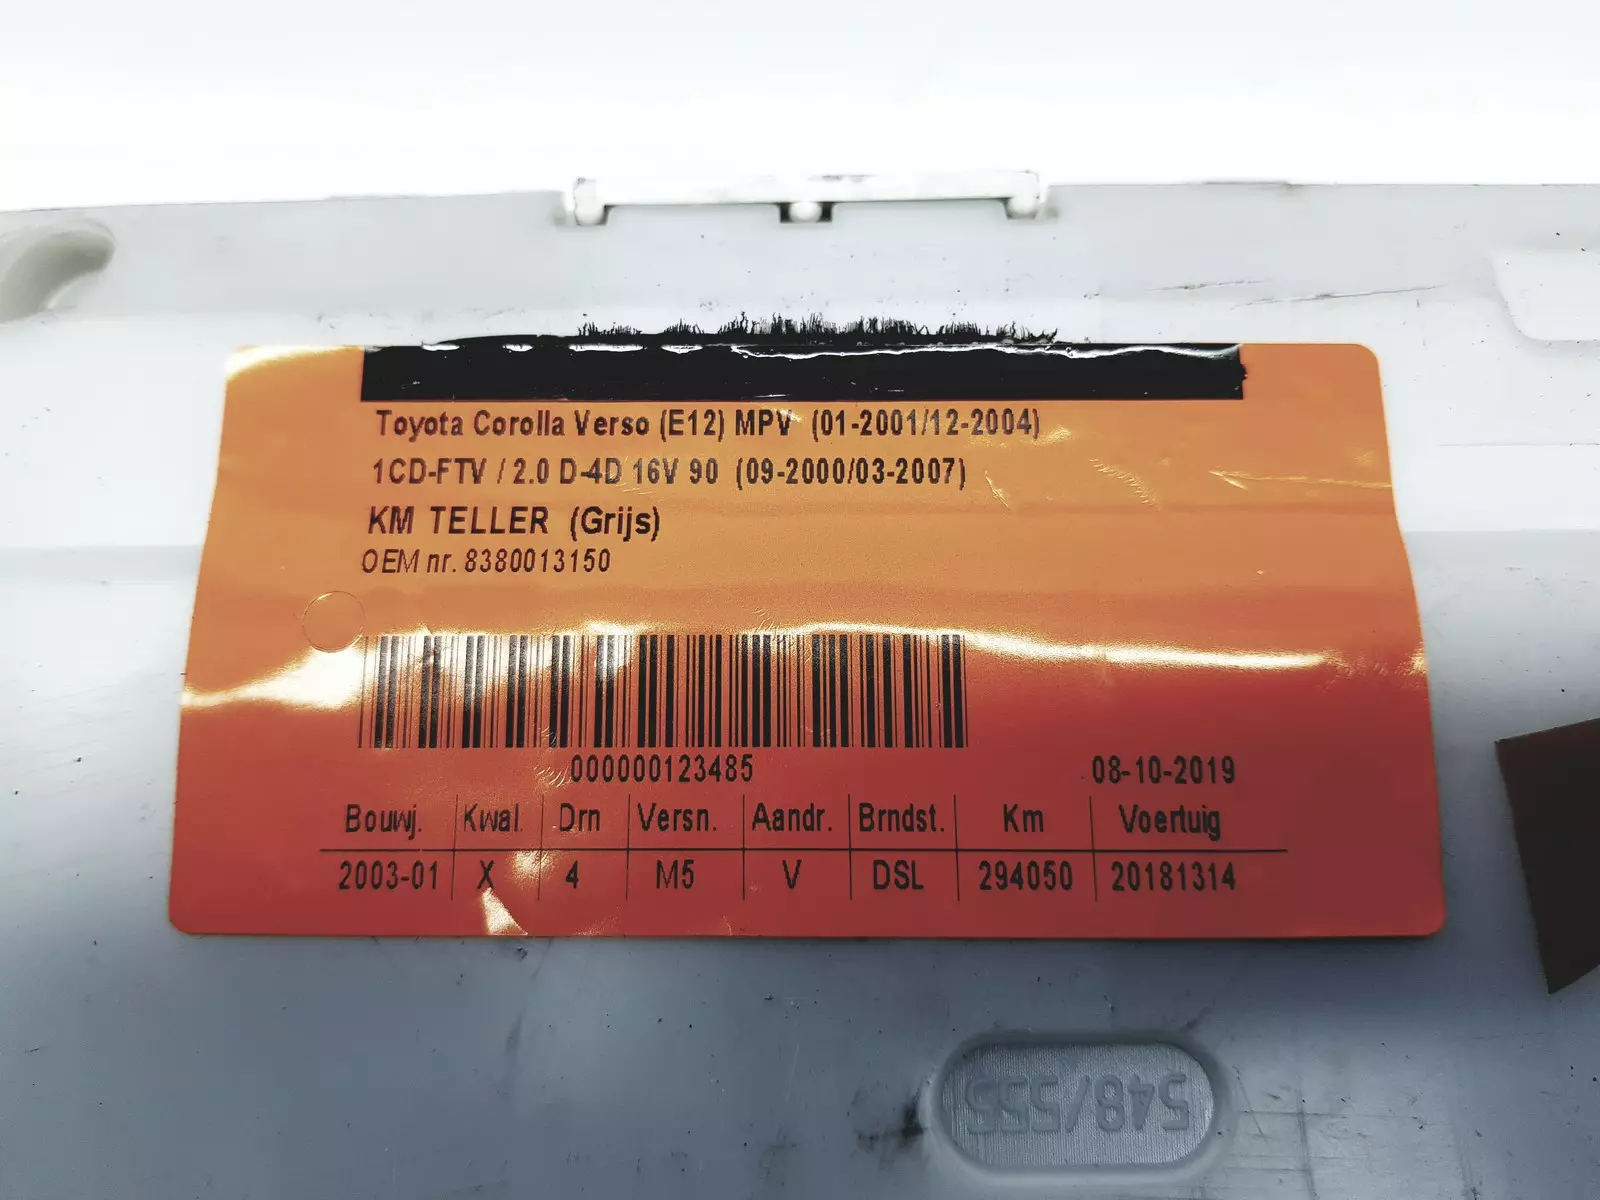 Toyota Corolla Verso (E12) MPV (01-2001/12-2004)
1CD-FTV / 2.0 D-4D 16V 90 (09-2000/03-2007)
KM TELLER (Grijs)
OEM nr. 8380013150
000000123485 08-10-2019
Bouwj. Kwal. Drn Versn. Aandr. Brndst. Km Voertuig
2003-01 X 4 M5 V DSL 294050 20181314
548/555